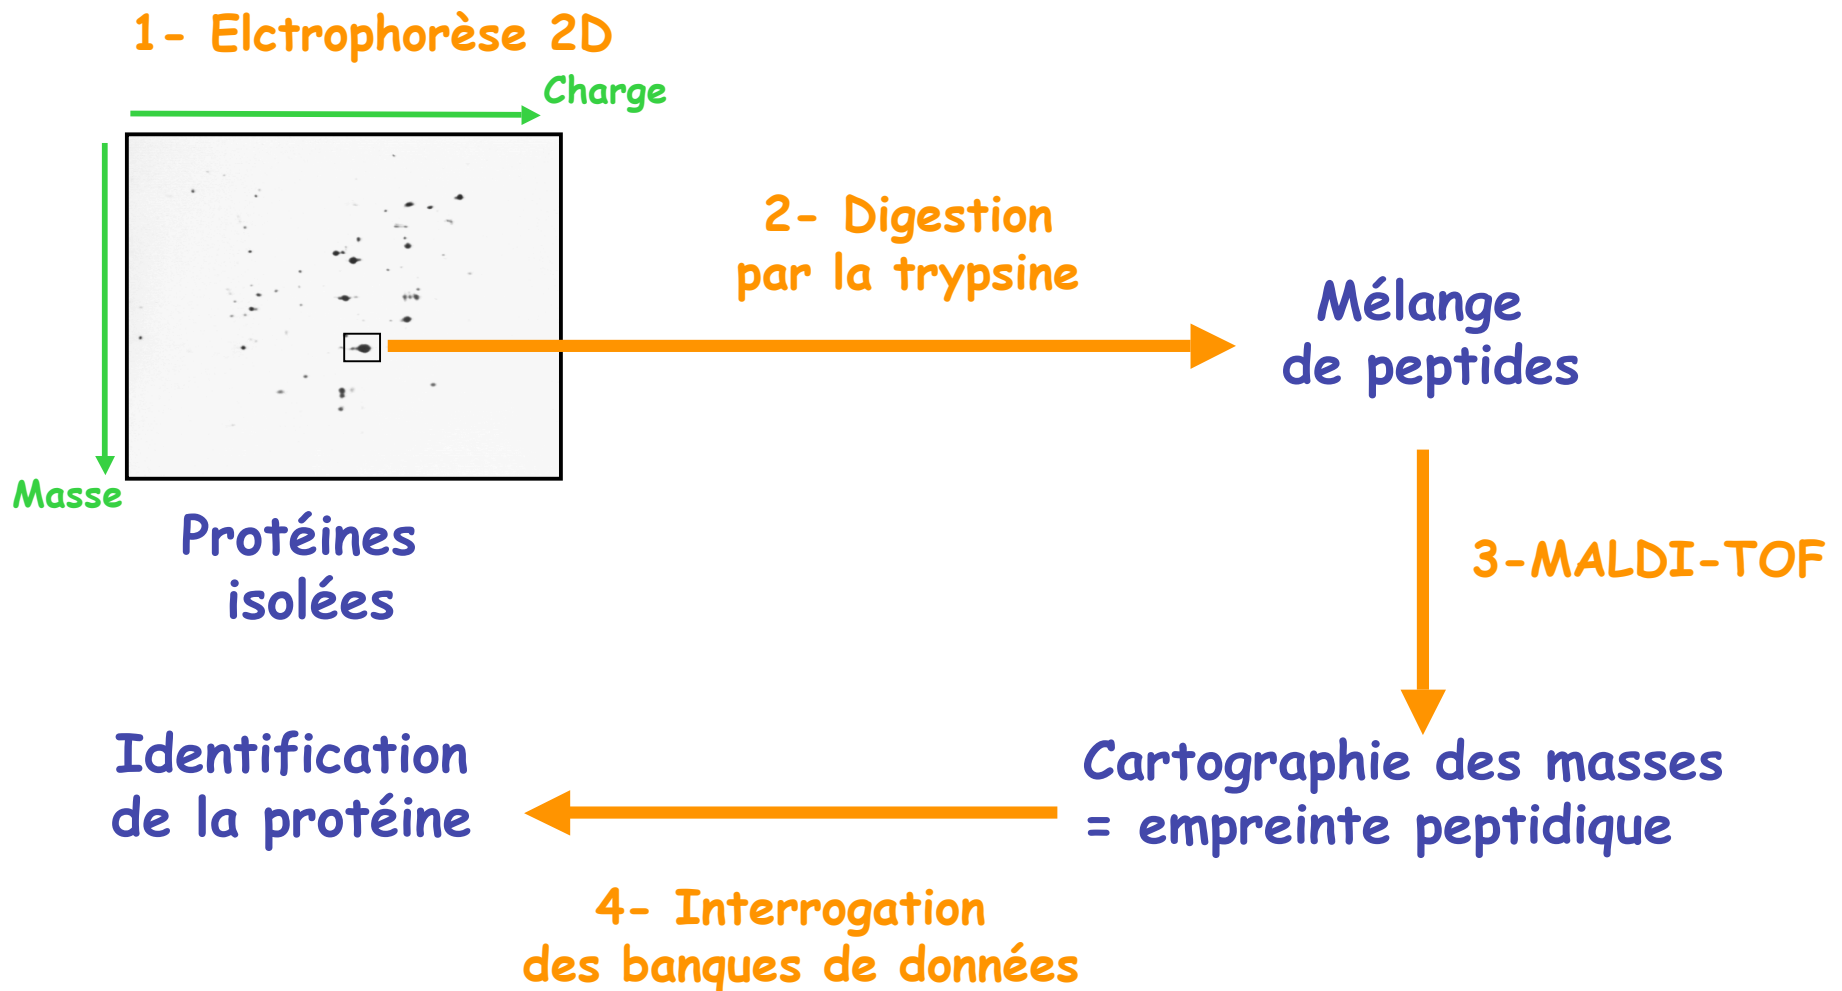 1- Elctrophorèse 2D
Charge
Masse
Protéines
isolées
2- Digestion
par la trypsine
Mélange
de peptides
3-MALDI-TOF
Cartographie des masses
= empreinte peptidique
4- Interrogation
des banques de données
Identification
de la protéine